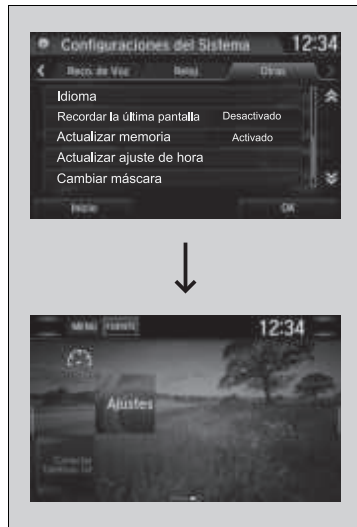 Configuraciones del Sistema 12:34
Reco. de Voz Reloj Otras
Idioma
Recordar la última pantalla Desactivado
Actualizar memoria Activado
Actualizar ajuste de hora
Cambiar máscara
Inicio OK
MENÚ FUENTE 12:34
Ajustes